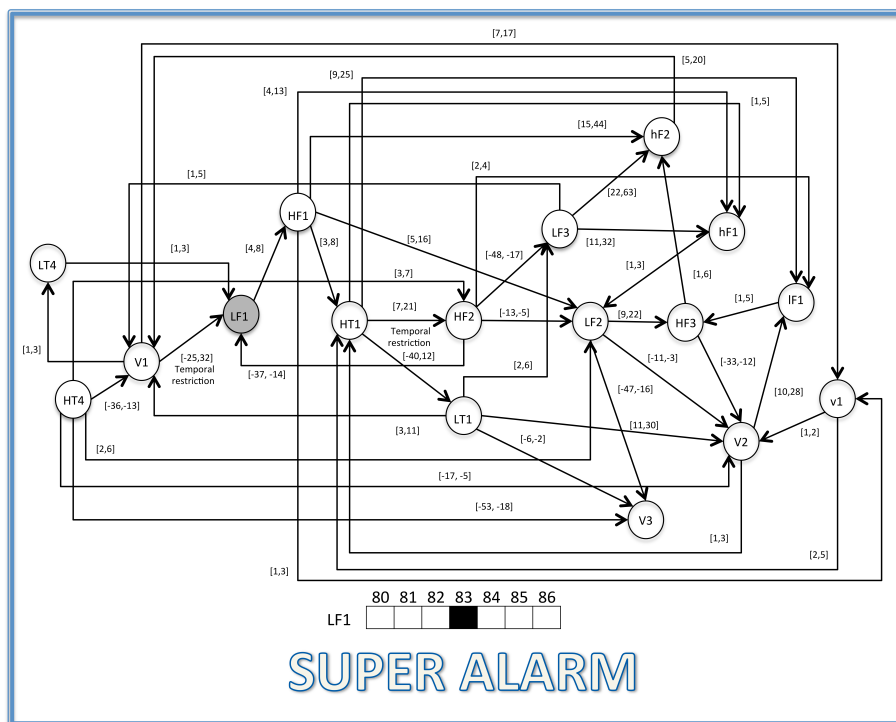 [7,17]
[9,25]
[5,20]
[4,13]
[1,5]
[15,44]
hF2
[2,4]
[1,5]
[22,63]
HF1
LF3
hF1
[5,16]
[-48, -17]
[11,32]
[1,3]
[3,8]
LT4
[3,7]
[1,3]
[1,6]
LF1
[4,8]
HT1
[7,21]
HF2
[-13,-5]
LF2
[9,22]
HF3
[1,5]
lF1
Temporal
restriction
[1,3]
V1
[-25,32]
Temporal
restriction
[-37, -14]
[-40,12]
[2,6]
[-11,-3]
[-33,-12]
[-47,-16]
[10,28]
HT4
[-36,-13]
LT1
v1
[3,11]
[-6,-2]
[11,30]
V2
[1,2]
[2,6]
[-17, -5]
[-53, -18]
V3
[1,3]
[2,5]
[1,3]
80 81 82 83 84 85 86
LF1
SUPER ALARM